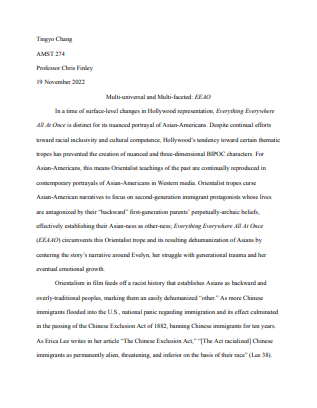 Tingyo Chang
AMST 274
Professor Chris Finley
19 November 2022
Multi-universal and Multi-faceted: EEAO
In a time of surface-level changes in Hollywood representation, Everything Everywhere
All At Once is distinct for its nuanced portrayal of Asian-Americans. Despite continual efforts
toward racial inclusivity and cultural competence, Hollywood's tendency toward certain thematic
tropes has prevented the creation of nuanced and three-dimensional BIPOC characters. For
Asian-Americans, this means Orientalist teachings of the past are continually reproduced in
contemporary portrayals of Asian-Americans in Western media. Orientalist tropes curse
Asian-American narratives to focus on second-generation immigrant protagonists whose lives
are antagonized by their "backward" first-generation parents' perpetually-archaic beliefs,
effectively establishing their Asian-ness as other-ness; Everything Everywhere All At Once
(EEAAO) circumvents this Orientalist trope and its resulting dehumanization of Asians by
centering the story's narrative around Evelyn, her struggle with generational trauma and her
eventual emotional growth.
Orientalism in film feeds off a racist history that establishes Asians as backward and
overly-traditional peoples, marking them an easily dehumanized "other." As more Chinese
immigrants flooded into the U.S., national panic regarding immigration and its effect culminated
in the passing of the Chinese Exclusion Act of 1882, banning Chinese immigrants for ten years.
As Erica Lee writes in her article "The Chinese Exclusion Act," "[The Act racialized] Chinese
immigrants as permanently alien, threatening, and inferior on the basis of their race" (Lee 38).